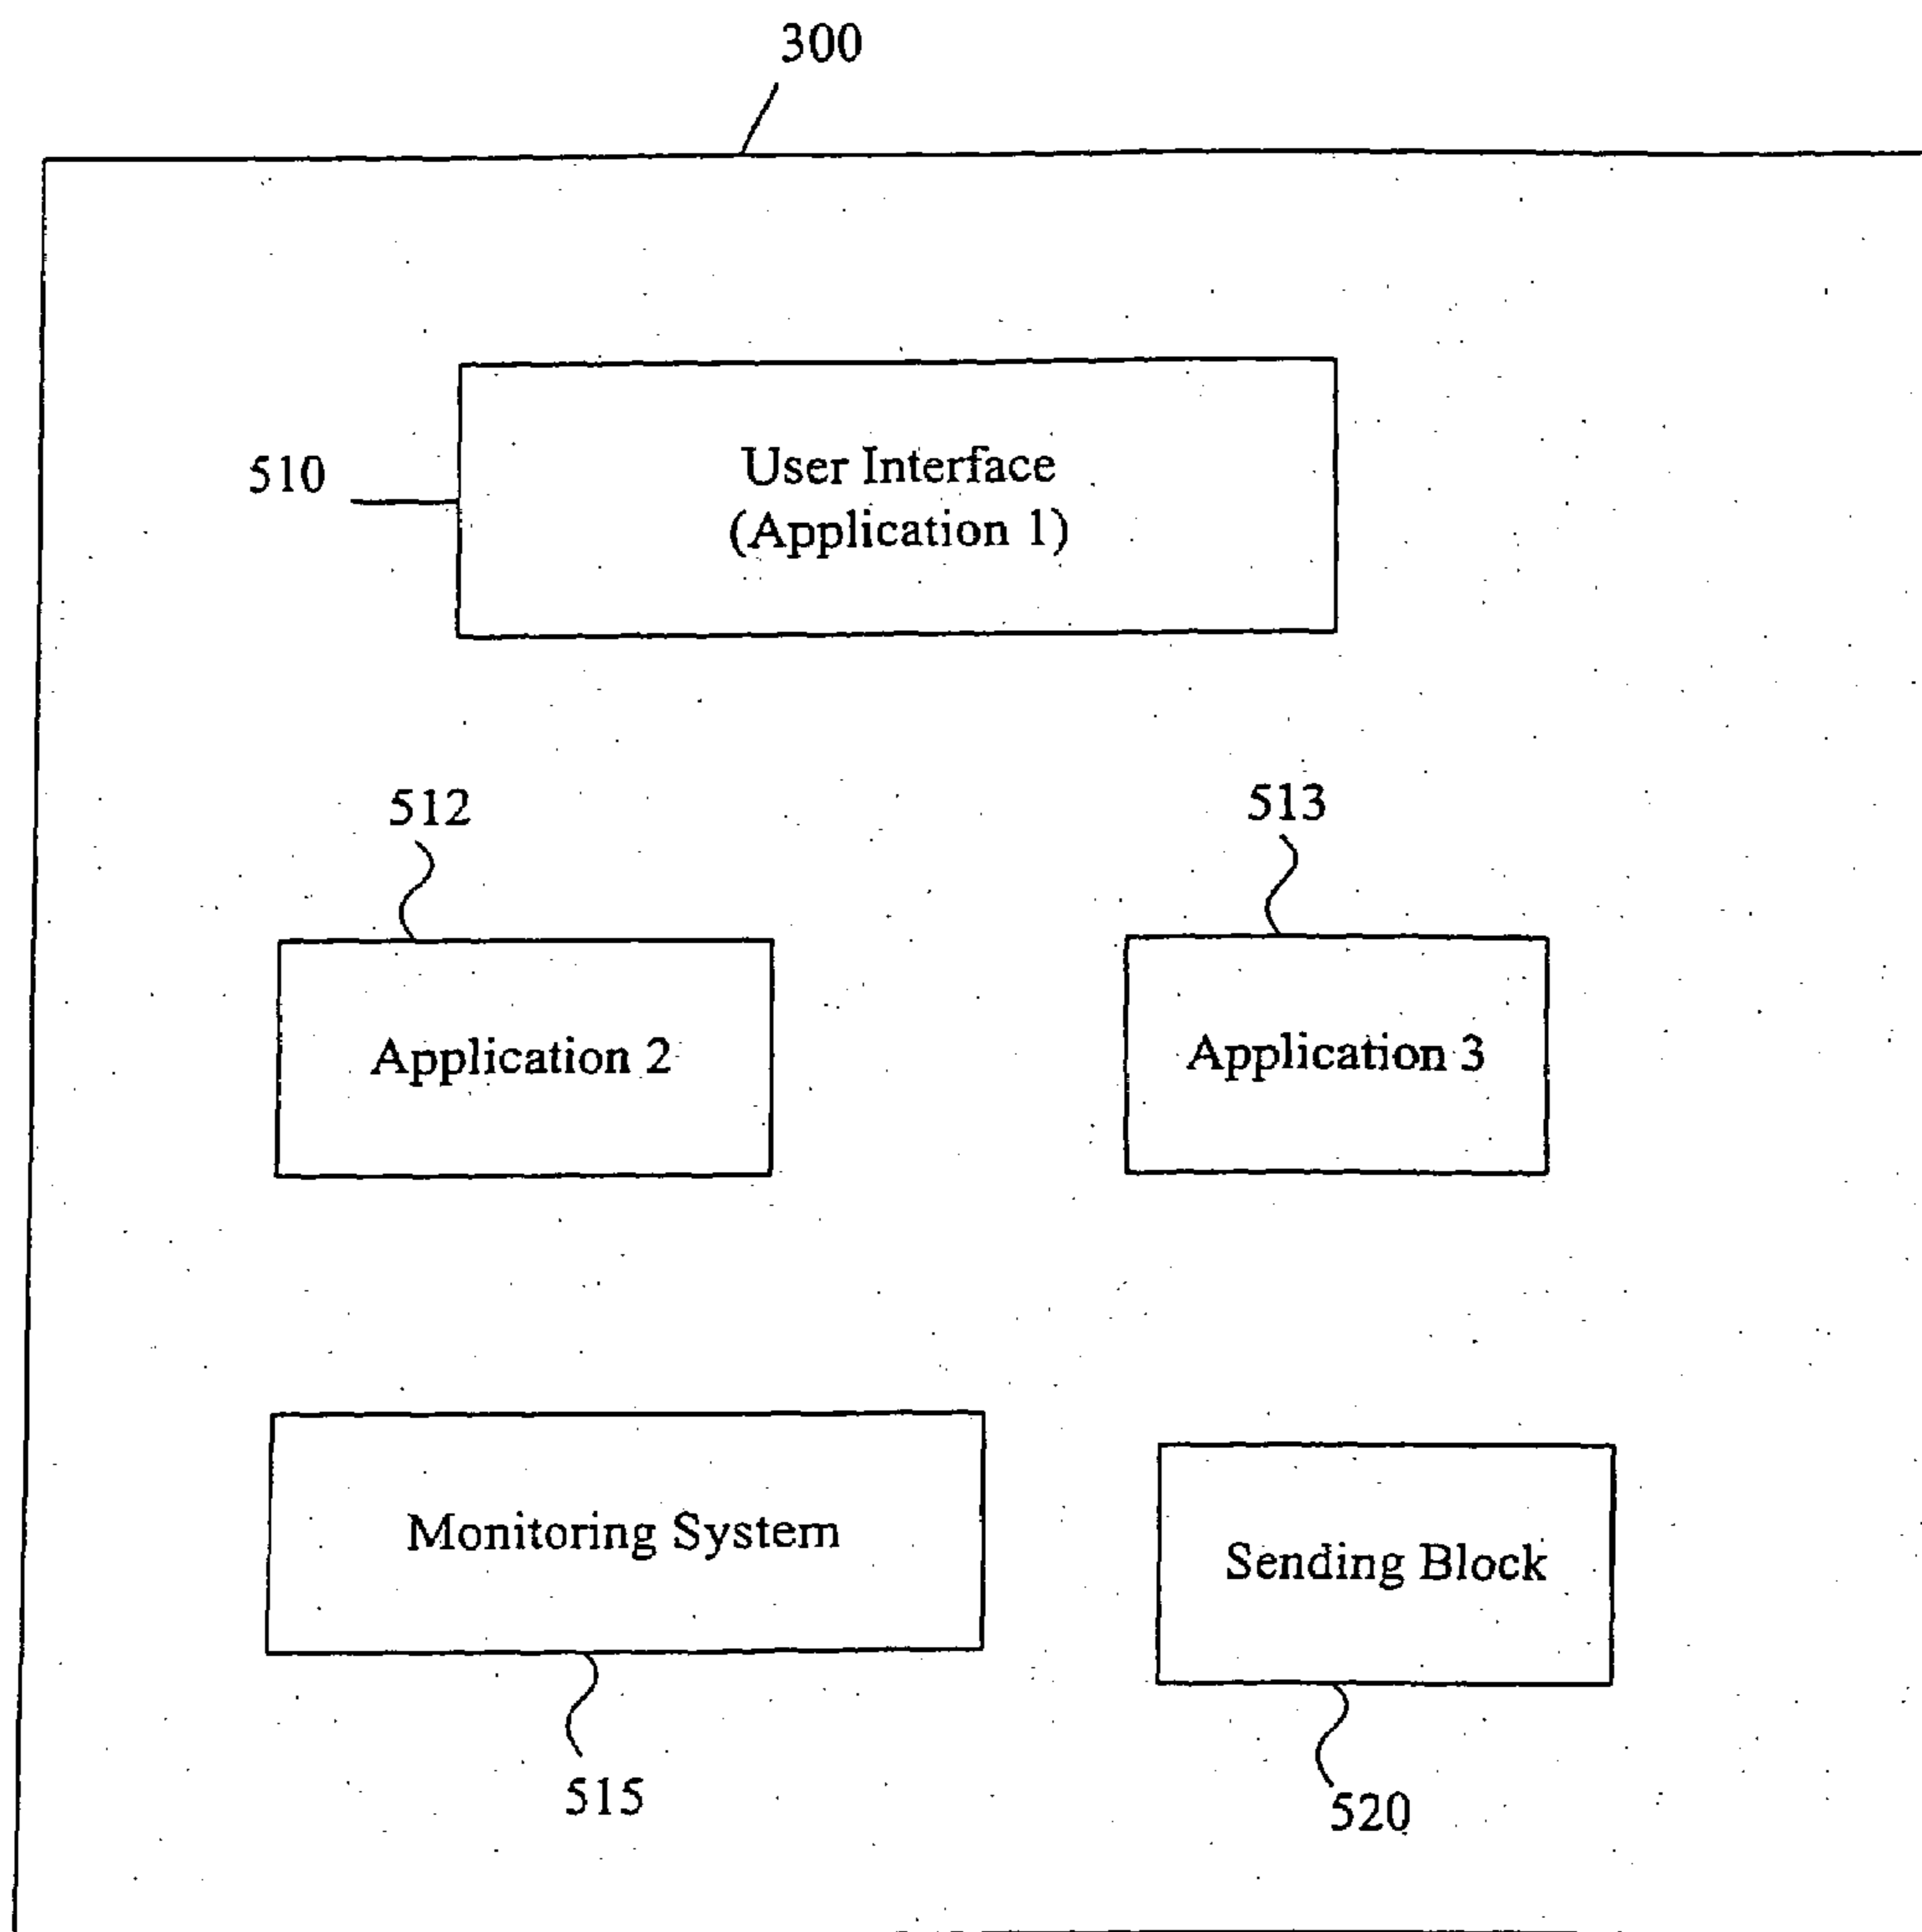 300
510
User Interface
(Application 1)
512
513
Application 2
Application 3
Monitoring System
Sending Block
515
520